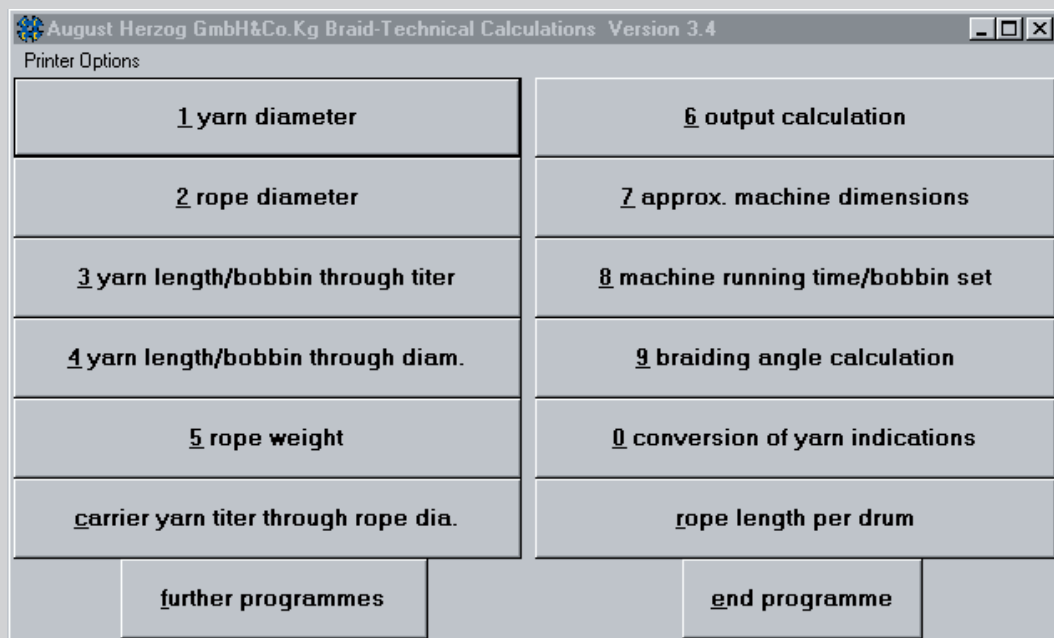 August Herzog GmbH&Co.Kg Braid-Technical Calculations Version 3.4
Printer Options
1 yarn diameter
2 rope diameter
3 yarn length/bobbin through titer
4 yarn length/bobbin through diam.
5 rope weight
carrier yarn titer through rope dia.
further programmes
6 output calculation
7 approx. machine dimensions
8 machine running time/bobbin set
9 braiding angle calculation
0 conversion of yarn indications
rope length per drum
end programme